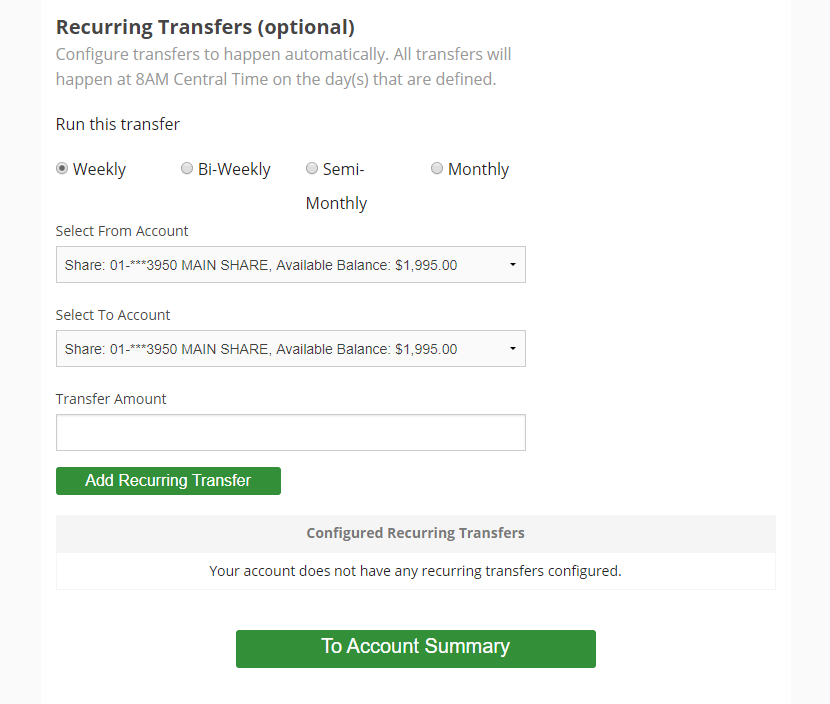 Recurring Transfers (optional)
Configure transfers to happen automatically. All transfers will
happen at 8AM Central Time on the day(s) that are defined.
Run this transfer
Weekly Bi-Weekly Semi- Monthly
Monthly
Select From Account
Share: 01-***3950 MAIN SHARE, Available Balance: $1,995.00
Select To Account
Share: 01-***3950 MAIN SHARE, Available Balance: $1,995.00
Transfer Amount
Add Recurring Transfer
Configured Recurring Transfers
Your account does not have any recurring transfers configured.
To Account Summary